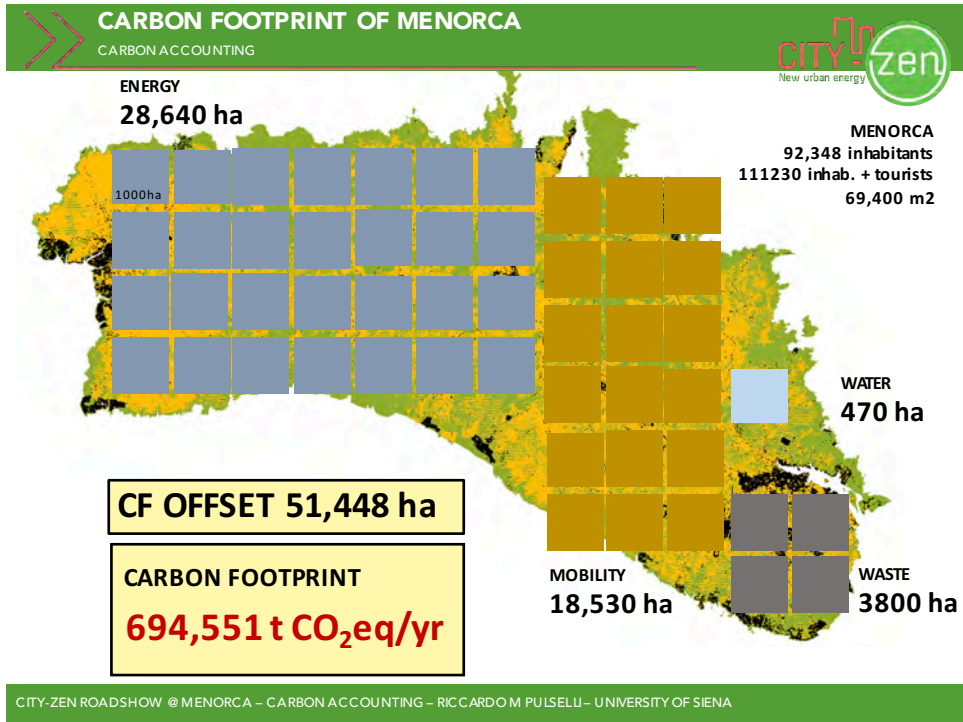 CARBON FOOTPRINT OF MENORCA
CARBON ACCOUNTING
CITY
zen
New urban energy
ENERGY
28,640 ha
MENORCA
92,348 inhabitants
111230 inhab. + tourists
69,400 m2
1000ha
WATER
470 ha
CF OFFSET 51,448 ha
CARBON FOOTPRINT
694,551 t CO₂eq/yr
MOBILITY
18,530 ha
WASTE
3800 ha
CITY-ZEN ROADSHOW @ MENORCA – CARBON ACCOUNTING – RICCARDO M PULSELLI – UNIVERSITY OF SIENA